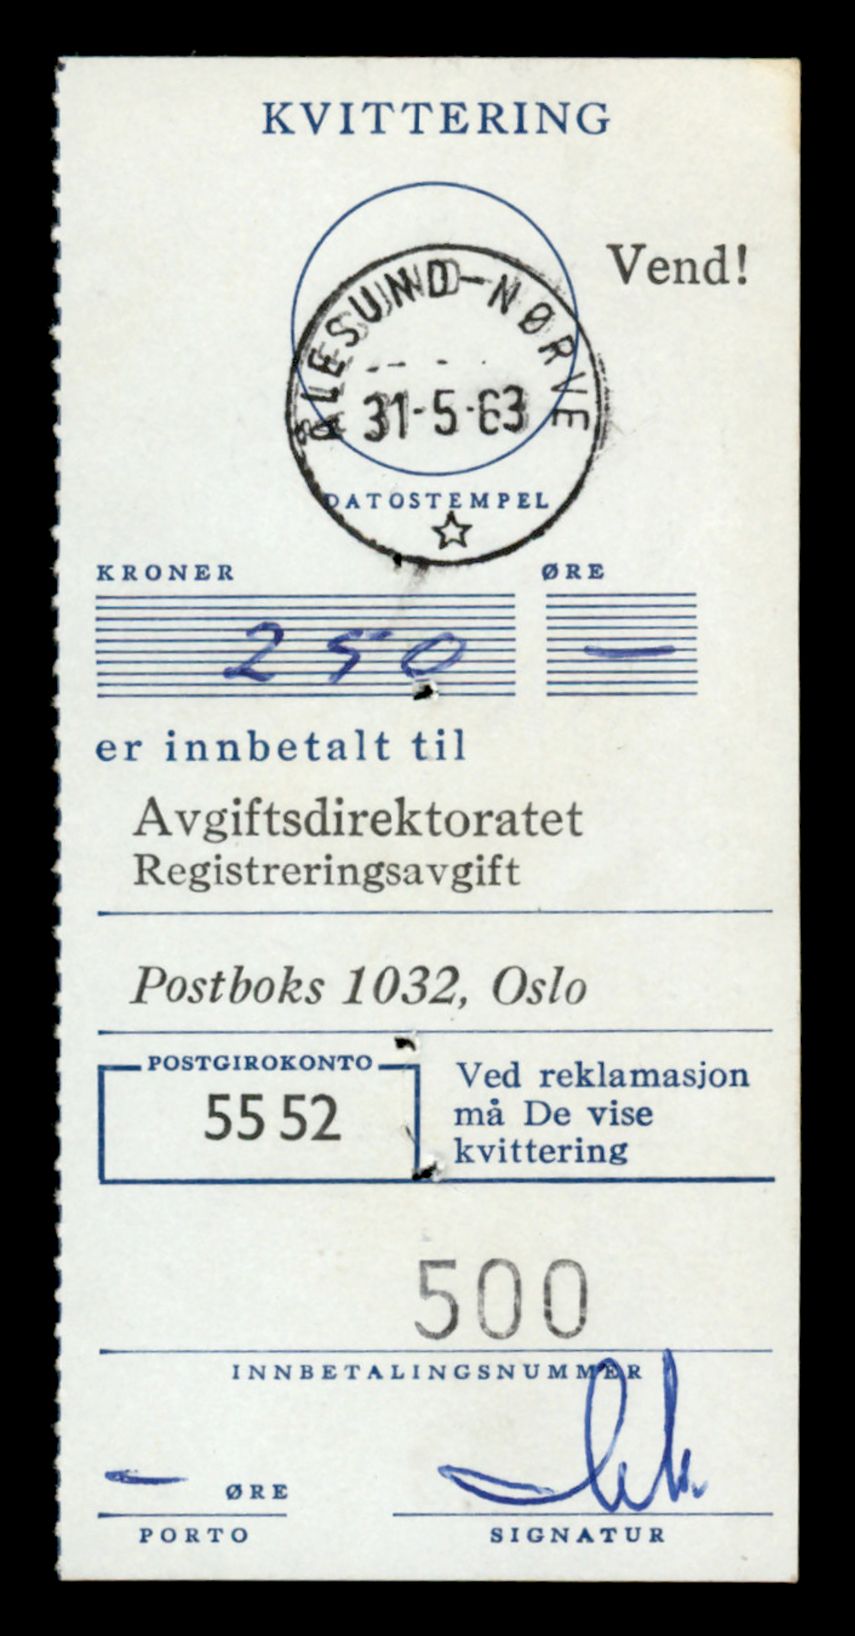 KVITTERING
Vend!
ÅLESUND-NØRVE
31-5-63
DATOSTEMPEL
KRONER ØRE
250 —
er innbetalt til
Avgiftsdirektoratet
Registreringsavgift
Postboks 1032, Oslo
POSTGIROKONTO
55 52
Ved reklamasjon
må De vise
kvittering
500
INNBETALINGSNUMMER
— ØRE
PORTO
SIGNATUR